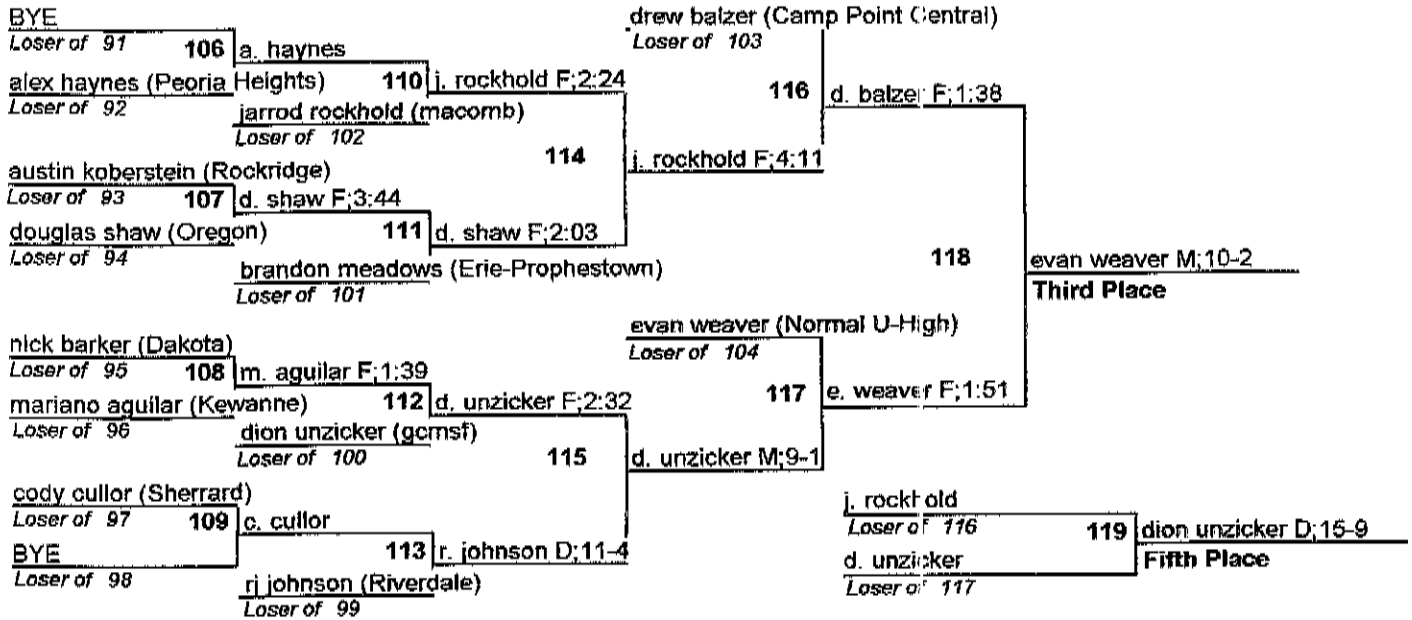 BYE
Loser of 91
106 a. haynes
alex haynes (Peoria Heights)
Loser of 92
110 j. rockhold F;2:24
jarrod rockhold (macomb)
Loser of 102
austin koberstein (Rockridge)
Loser of 93
107 d. shaw F;3:44
douglas shaw (Oregon)
Loser of 94
111 d. shaw F;2:03
brandon meadows (Erie-Prophestown)
Loser of 101
114 j. rockhold F;4:11
drew balzer (Camp Point Central)
Loser of 103
116 d. balzer F;1:38
nick barker (Dakota)
Loser of 95
108 m. aguilar F;1:39
mariano aguilar (Kewanne)
Loser of 96
112 d. unzicker F;2:32
dion unzicker (gcmsf)
Loser of 100
cody cullor (Sherrard)
Loser of 97
109 c. cullor
BYE
Loser of 98
113 r. johnson D;11-4
rj johnson (Riverdale)
Loser of 99
115 d. unzicker M;9-1
evan weaver (Normal U-High)
Loser of 104
117 e. weaver F;1:51
118 evan weaver M;10-2
Third Place
j. rockhold
Loser of 116
119 dion unzicker D;15-9
d. unzicker
Loser of 117
Fifth Place